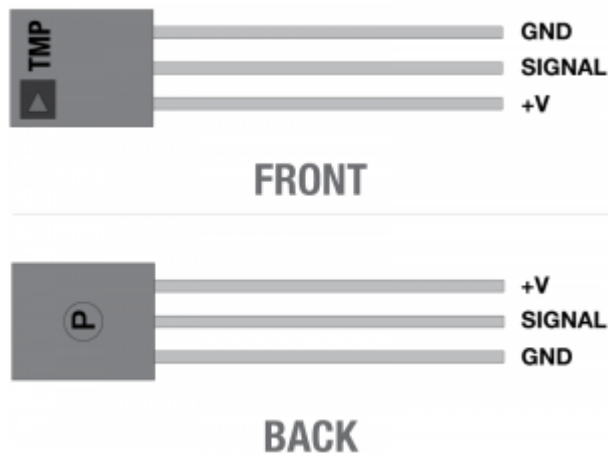 TMP
GND
SIGNAL
+V
FRONT
P
+V
SIGNAL
GND
BACK